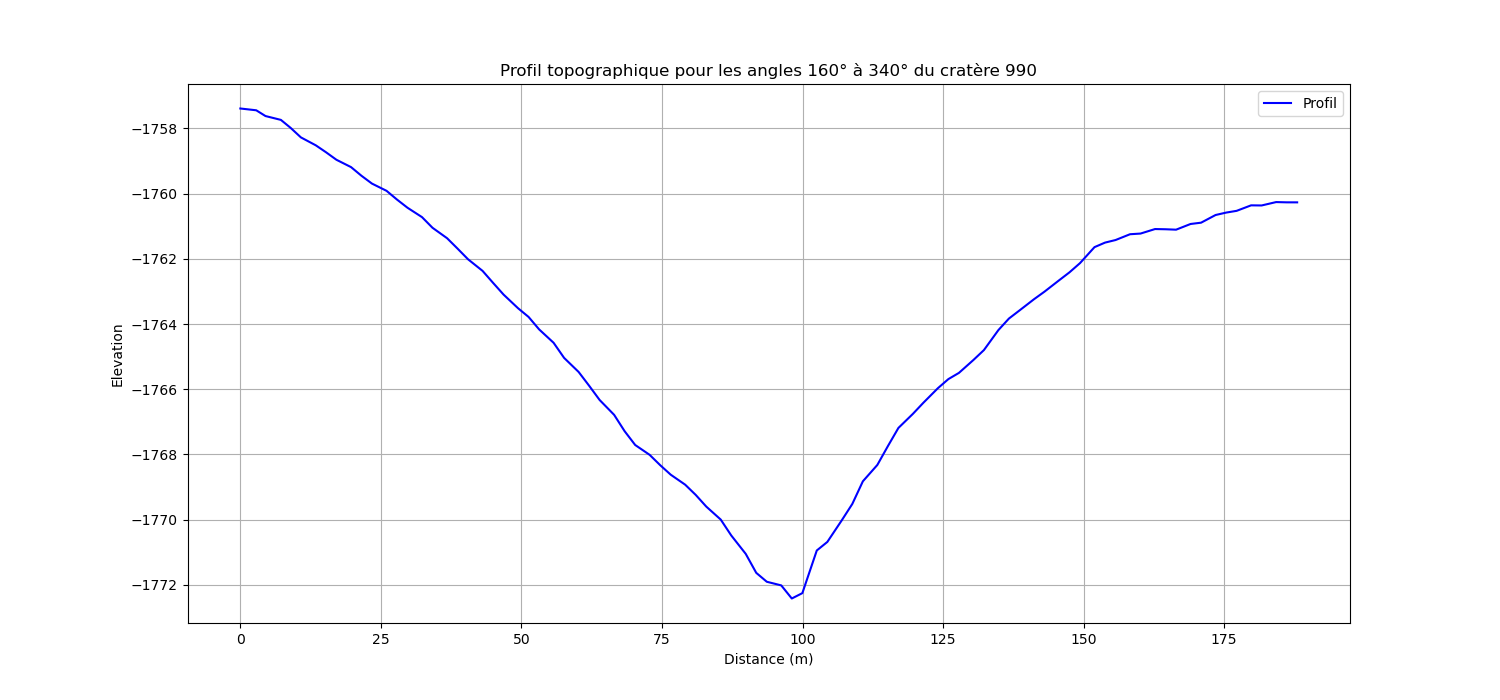 Profil topographique pour les angles 160° à 340° du cratère 990
Profil
Elevation
−1758
−1760
−1762
−1764
−1766
−1768
−1770
−1772
0 25 50 75 100 125 150 175
Distance (m)